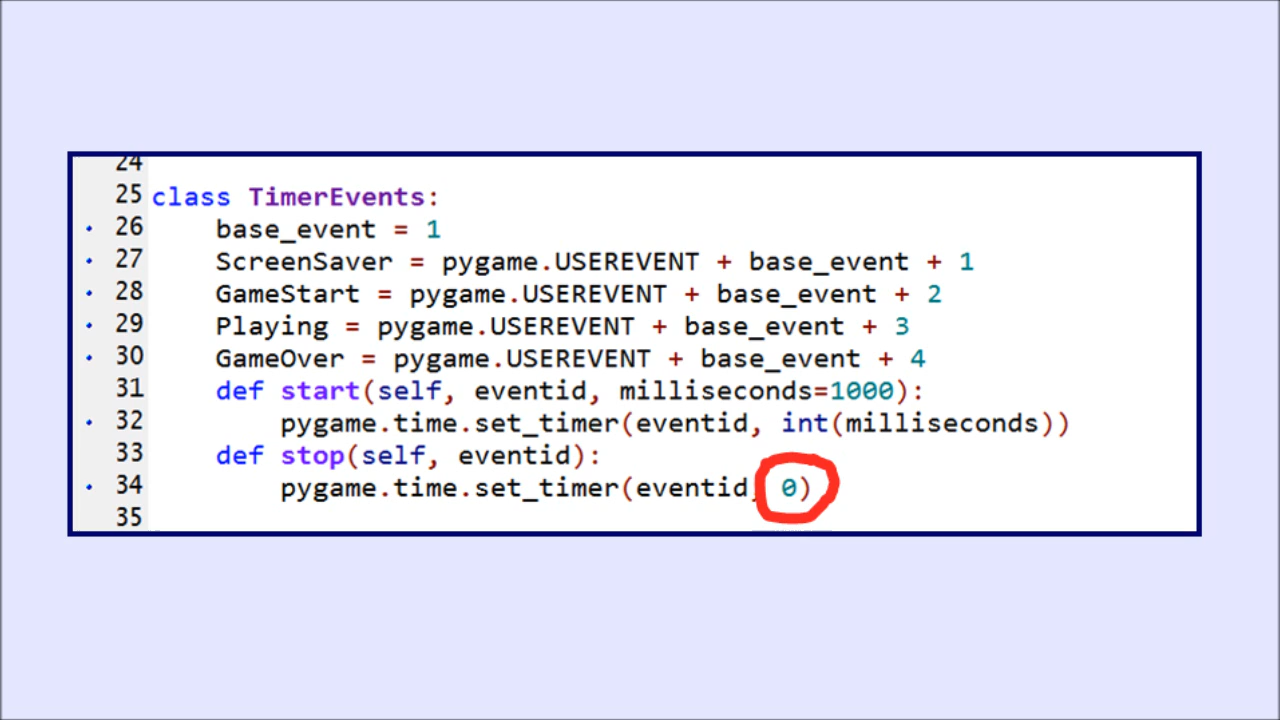 24
25 class TimerEvents:
26 base_event = 1
27 ScreenSaver = pygame.USEREVENT + base_event + 1
28 GameStart = pygame.USEREVENT + base_event + 2
29 Playing = pygame.USEREVENT + base_event + 3
30 GameOver = pygame.USEREVENT + base_event + 4
31 def start(self, eventid, milliseconds=1000):
32 pygame.time.set_timer(eventid, int(milliseconds))
33 def stop(self, eventid):
34 pygame.time.set_timer(eventid, 0)
35